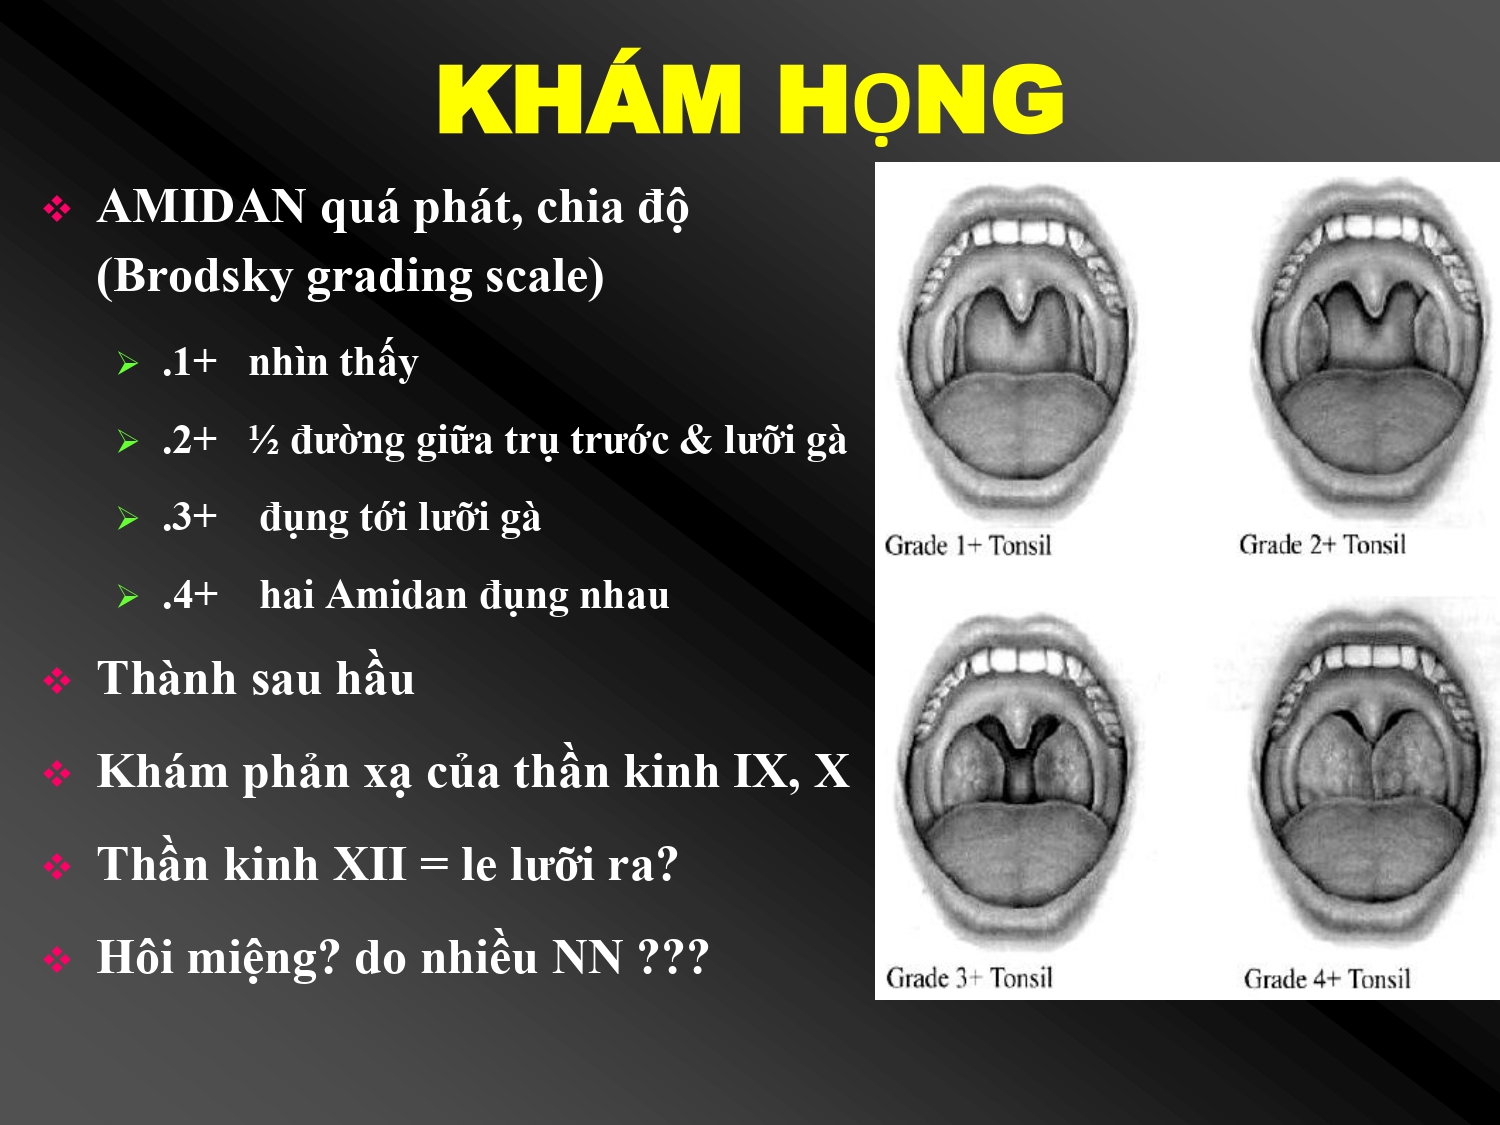 KHÁM HỌNG
AMIDAN quá phát, chia độ
(Brodsky grading scale)
.1+ nhìn thấy
.2+ ½ đường giữa trụ trước & lưỡi gà
.3+ đụng tới lưỡi gà
.4+ hai Amidan đụng nhau
Thành sau hầu
Khám phản xạ của thần kinh IX, X
Thần kinh XII = le lưỡi ra?
Hôi miệng? do nhiều NN ???
Grade 1+ Tonsil
Grade 2+ Tonsil
Grade 3+ Tonsil
Grade 4+ Tonsil